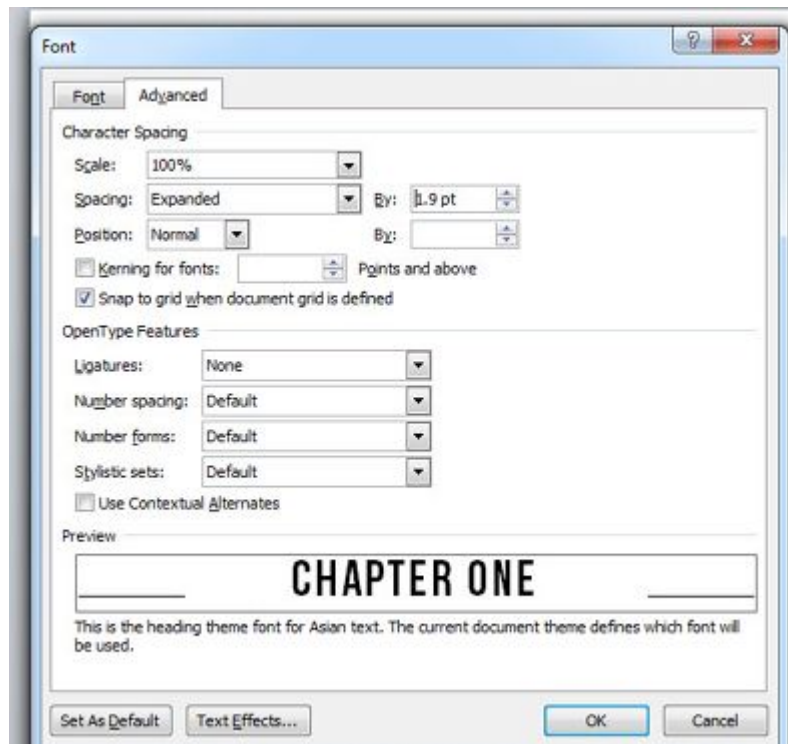 Font
Font Advanced
Character Spacing
Scale: 100%
Spacing: Expanded By: 1.9 pt
Position: Normal By:
Kerning for fonts: Points and above
Snap to grid when document grid is defined
OpenType Features
Ligatures: None
Number spacing: Default
Number forms: Default
Stylistic sets: Default
Use Contextual Alternates
Preview
CHAPTER ONE
This is the heading theme font for Asian text. The current document theme defines which font will
be used.
Set As Default Text Effects... OK Cancel